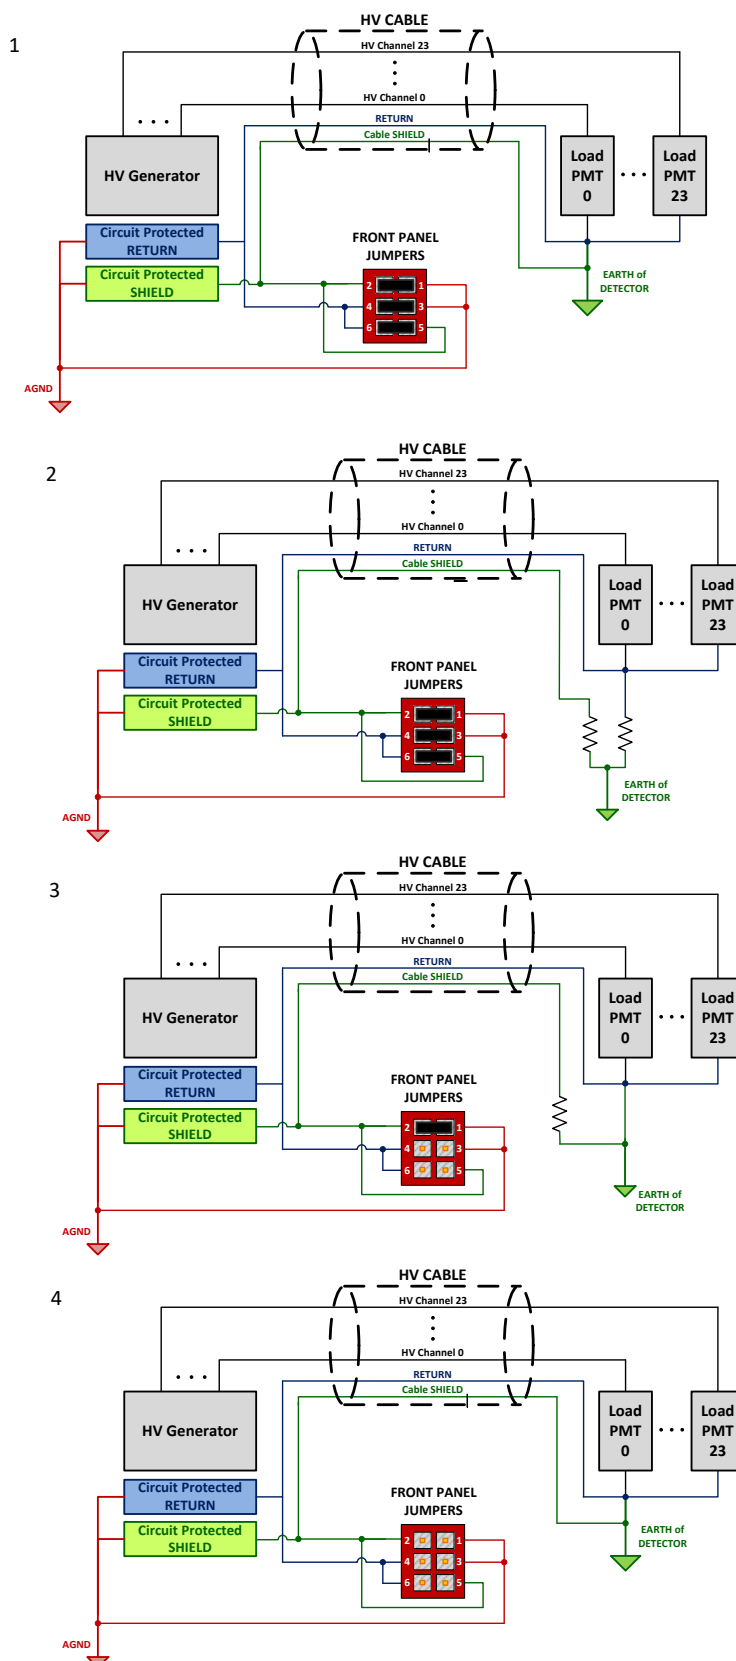 1
HV CABLE
HV Channel 23
HV Channel 0
RETURN
Cable SHIELD
HV Generator
Load
PMT
0
Load
PMT
23
Circuit Protected
RETURN
Circuit Protected
SHIELD
FRONT PANEL
JUMPERS
2 1
4 3
6 5
EARTH of
DETECTOR
AGND
2
HV CABLE
HV Channel 23
HV Channel 0
RETURN
Cable SHIELD
HV Generator
Load
PMT
0
Load
PMT
23
Circuit Protected
RETURN
Circuit Protected
SHIELD
FRONT PANEL
JUMPERS
2 1
4 3
6 5
EARTH of
DETECTOR
AGND
3
HV CABLE
HV Channel 23
HV Channel 0
RETURN
Cable SHIELD
HV Generator
Load
PMT
0
Load
PMT
23
Circuit Protected
RETURN
Circuit Protected
SHIELD
FRONT PANEL
JUMPERS
2 1
4 3
6 5
EARTH of
DETECTOR
AGND
4
HV CABLE
HV Channel 23
HV Channel 0
RETURN
Cable SHIELD
HV Generator
Load
PMT
0
Load
PMT
23
Circuit Protected
RETURN
Circuit Protected
SHIELD
FRONT PANEL
JUMPERS
2 1
4 3
6 5
EARTH of
DETECTOR
AGND